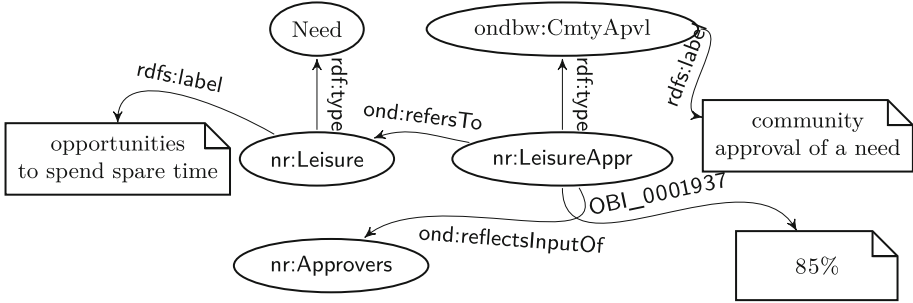 Need
ondbw:CmtyApvl
rdfs:label
rdf:type
rdf:type
rdfs:label
ond:refersTo
opportunities
to spend spare time
nr:Leisure
nr:LeisureAppr
community
approval of a need
OBI_0001937
ond:reflectsInputOf
nr:Approvers
85%